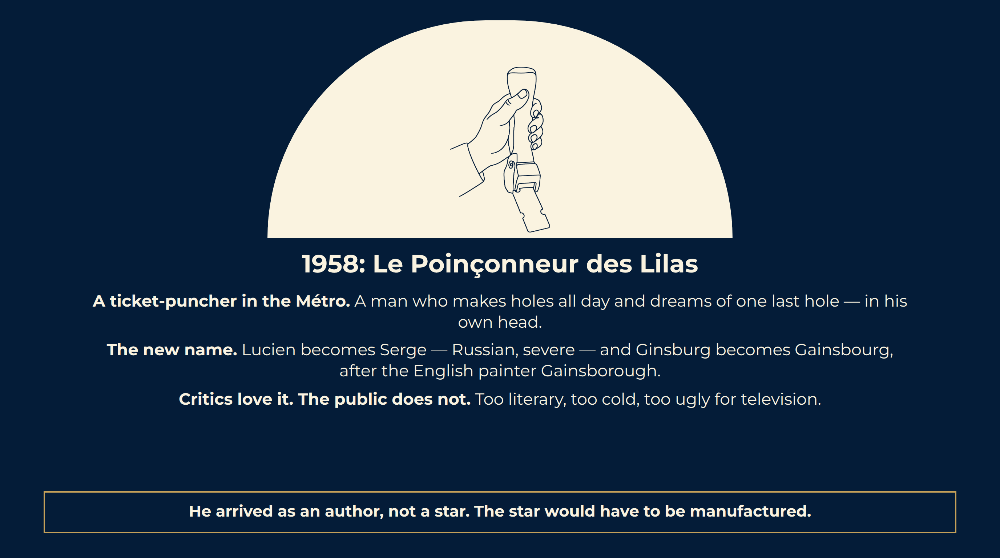 1958: Le Poinçonneur des Lilas
A ticket-puncher in the Métro. A man who makes holes all day and dreams of one last hole — in his
own head.
The new name. Lucien becomes Serge — Russian, severe — and Ginsburg becomes Gainsbourg,
after the English painter Gainsborough.
Critics love it. The public does not. Too literary, too cold, too ugly for television.
He arrived as an author, not a star. The star would have to be manufactured.